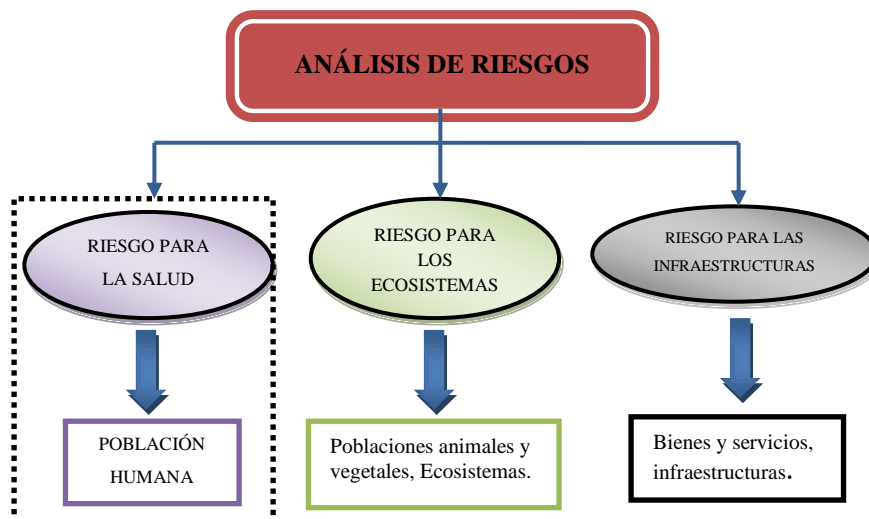 ANÁLISIS DE RIESGOS
RIESGO PARA
LA SALUD
RIESGO PARA
LOS
ECOSISTEMAS
RIESGO PARA LAS
INFRAESTRUCTURAS
POBLACIÓN
HUMANA
Poblaciones animales y
vegetales, Ecosistemas.
Bienes y servicios,
infraestructuras.